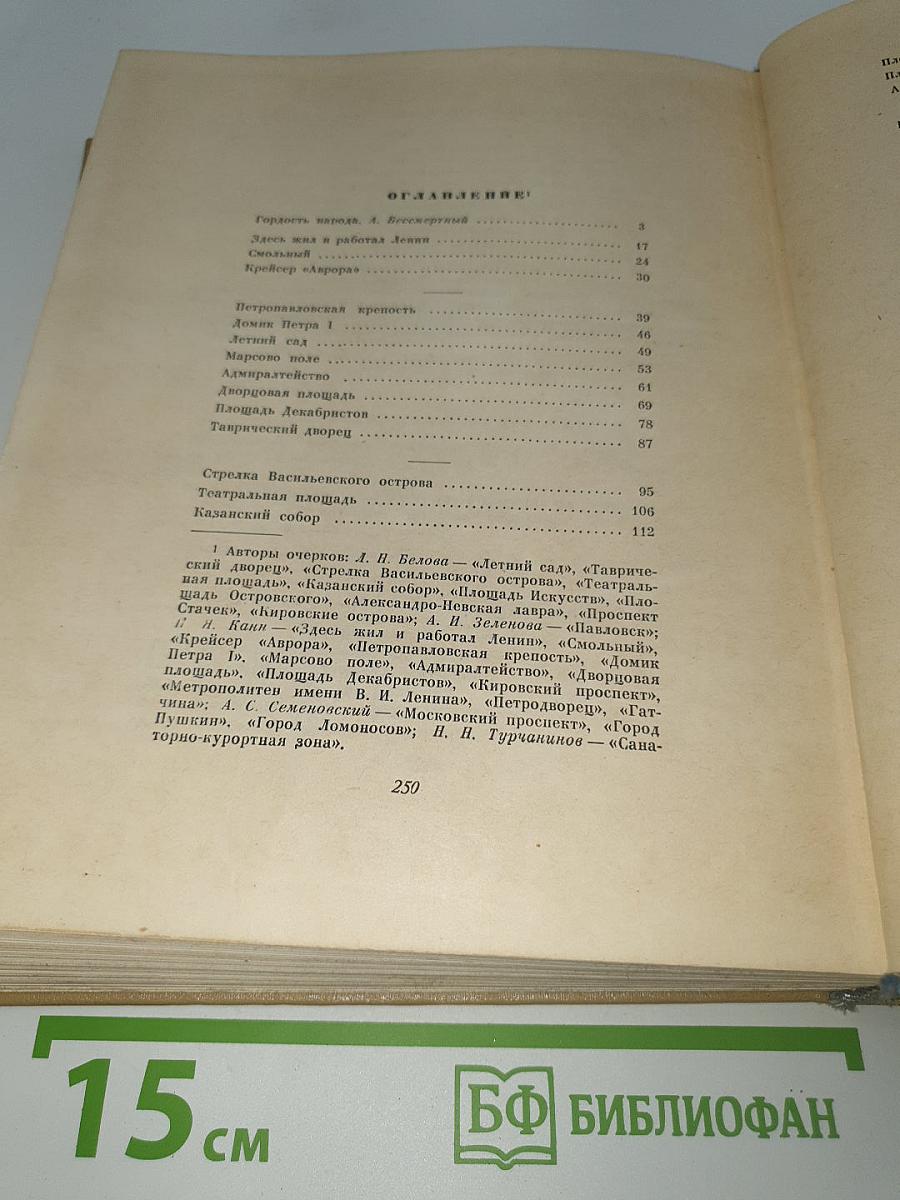 ОГЛАВЛЕНИЕ¹
Гордость народа. А. Бессмертный 3
Здесь жил и работал Ленин 17
Смольный 24
Крейсер «Аврора» 30
Петропавловская крепость 39
Домик Петра I 46
Летний сад 49
Марсово поле 53
Адмиралтейство 61
Дворцовая площадь 69
Площадь Декабристов 78
Таврический дворец 87
Стрелка Васильевского острова 95
Театральная площадь 106
Казанский собор 112
¹ Авторы очерков: Л. Н. Белова — «Летний сад», «Тавриче-
ский дворец», «Стрелка Васильевского острова», «Театраль-
ная площадь», «Казанский собор», «Площадь Искусств», «Пло-
щадь Островского», «Александро-Невская лавра», «Проспект
Стачек», «Кировские острова»; А. И. Зеленова — «Павловск»;
П. Я. Канн — «Здесь жил и работал Ленин», «Смольный»,
«Крейсер «Аврора», «Петропавловская крепость», «Домик
Петра I», «Марсово поле», «Адмиралтейство», «Дворцовая
площадь», «Площадь Декабристов», «Кировский проспект»,
«Метрополитен имени В. И. Ленина», «Петродворец», «Гат-
чина»; А. С. Семеновский — «Московский проспект», «Город
Пушкин», «Город Ломоносов»; Н. Н. Турчанинов — «Сана-
торно-курортная зона».
250
15 см
БФ БИБЛИОФАН